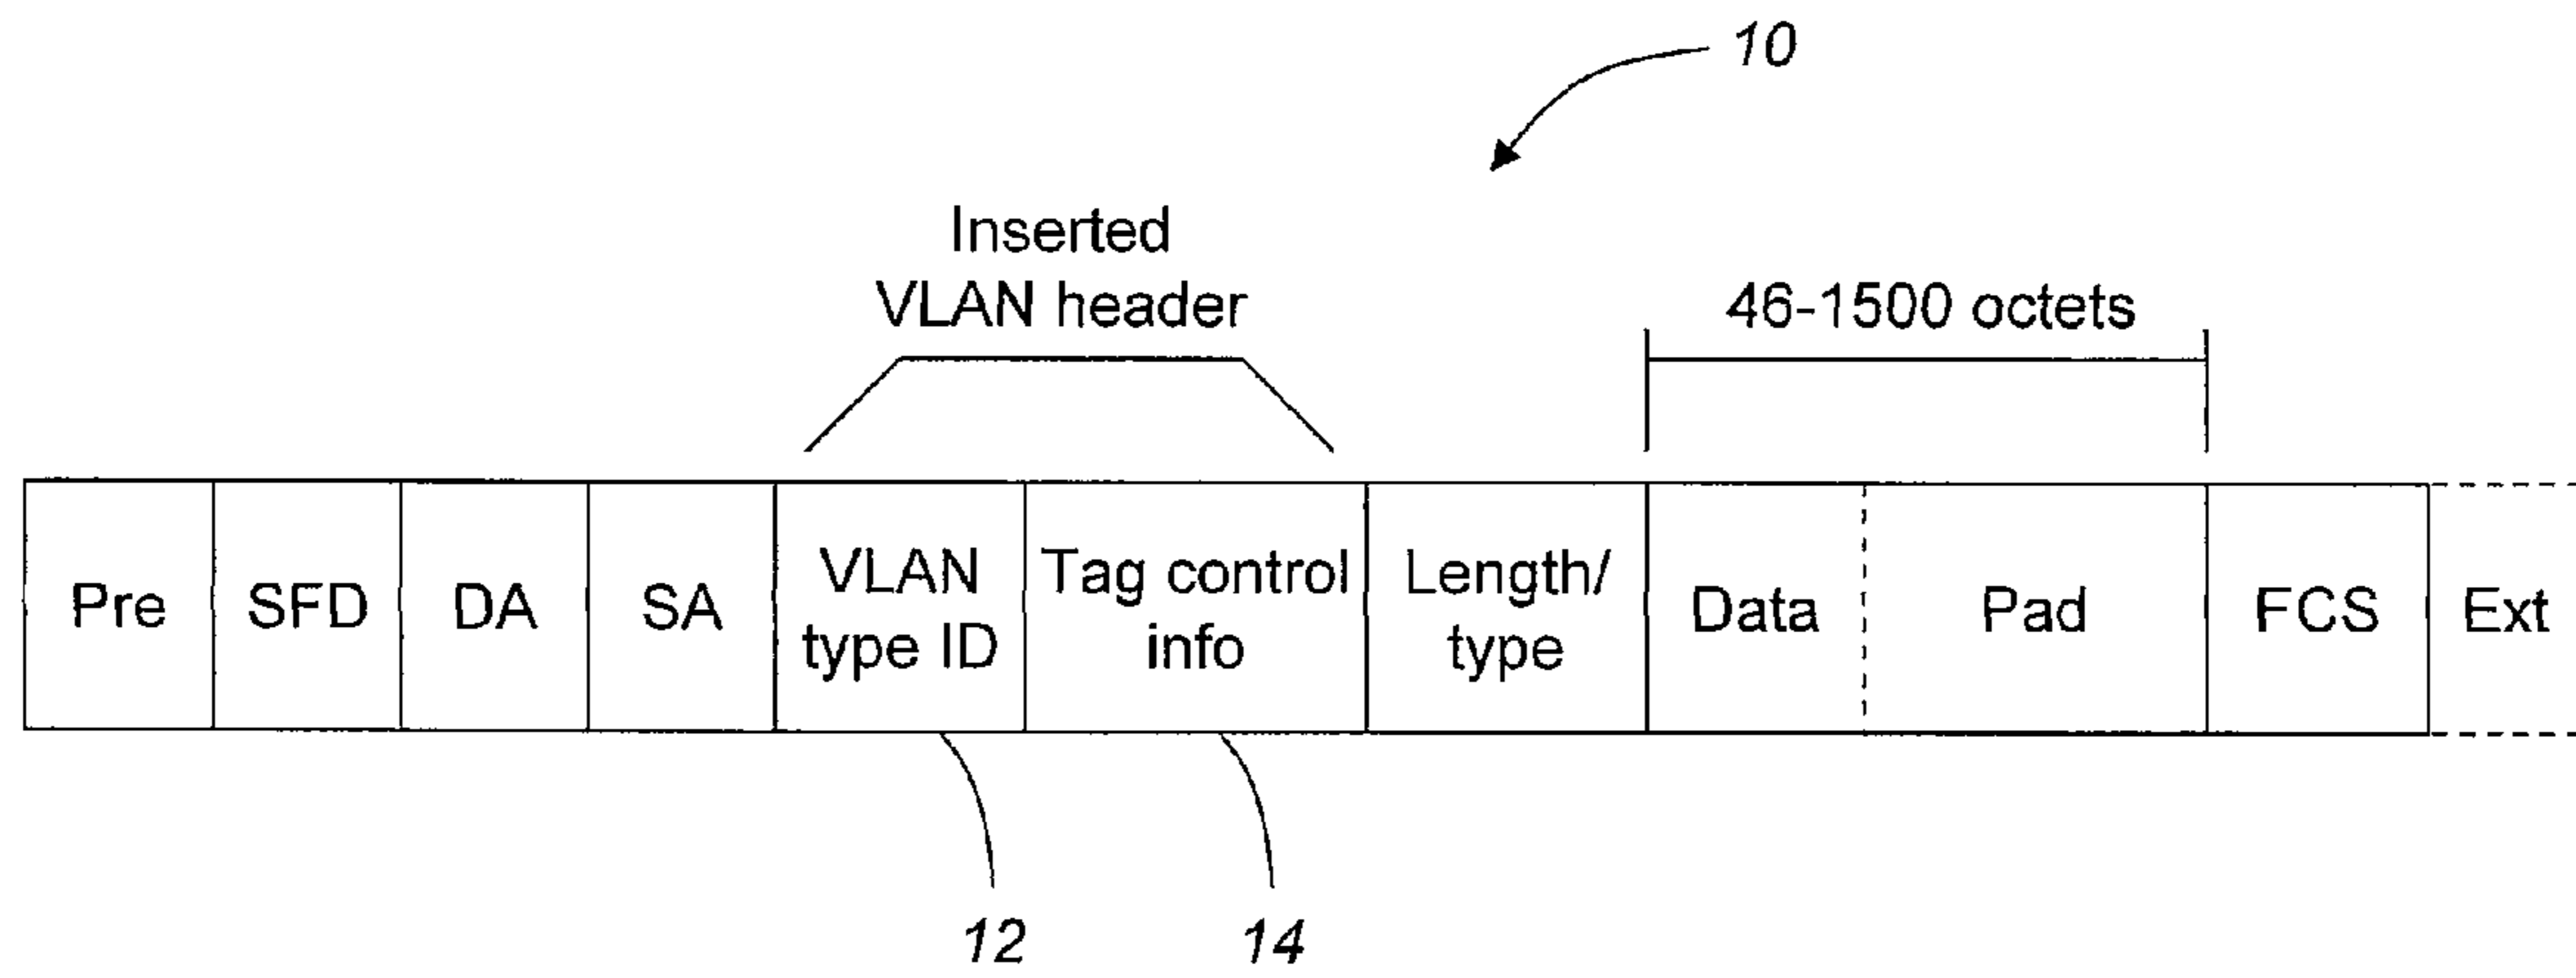 10
Inserted
VLAN header
46-1500 octets
Pre
SFD
DA
SA
VLAN
type ID
Tag control
info
Length/
type
Data
Pad
FCS
Ext
12
14